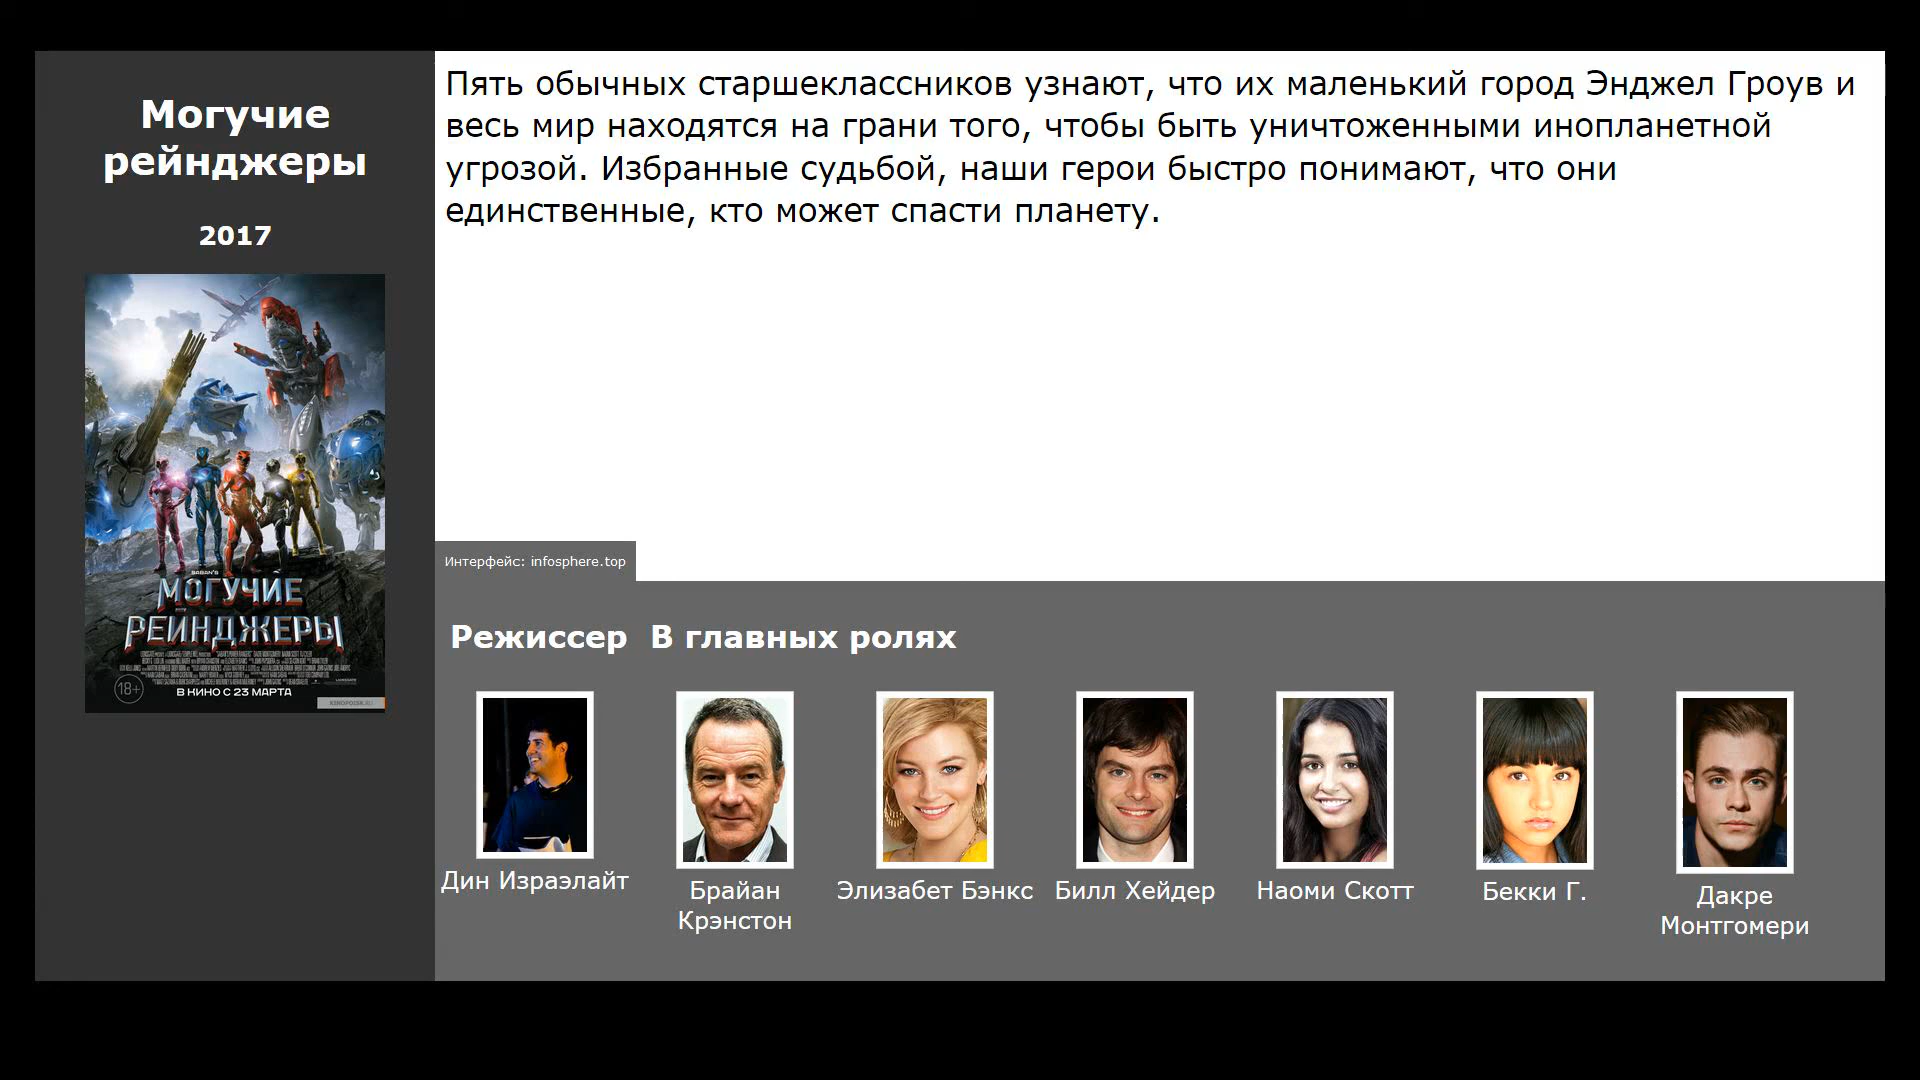 Могучие
рейнджеры
2017
SABAN'S
МОГУЧИЕ
РЕЙНДЖЕРЫ
18+
В КИНО С 23 МАРТА
KINOPOISK.RU
Пять обычных старшеклассников узнают, что их маленький город Энджел Гроув и
весь мир находятся на грани того, чтобы быть уничтоженными инопланетной
угрозой. Избранные судьбой, наши герои быстро понимают, что они
единственные, кто может спасти планету.
Интерфейс: infosphere.top
Режиссер В главных ролях
Дин Израэлайт
Брайан
Крэнстон
Элизабет Бэнкс
Билл Хейдер
Наоми Скотт
Бекки Г.
Дакре
Монтгомери